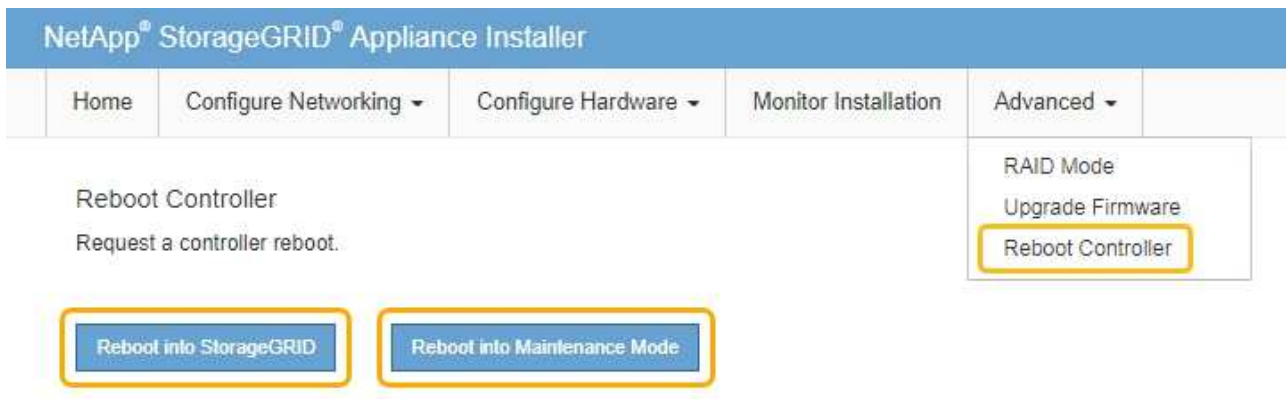 NetApp® StorageGRID® Appliance Installer
Home Configure Networking Configure Hardware Monitor Installation Advanced
RAID Mode
Upgrade Firmware
Reboot Controller
Reboot Controller
Request a controller reboot.
Reboot into StorageGRID Reboot into Maintenance Mode